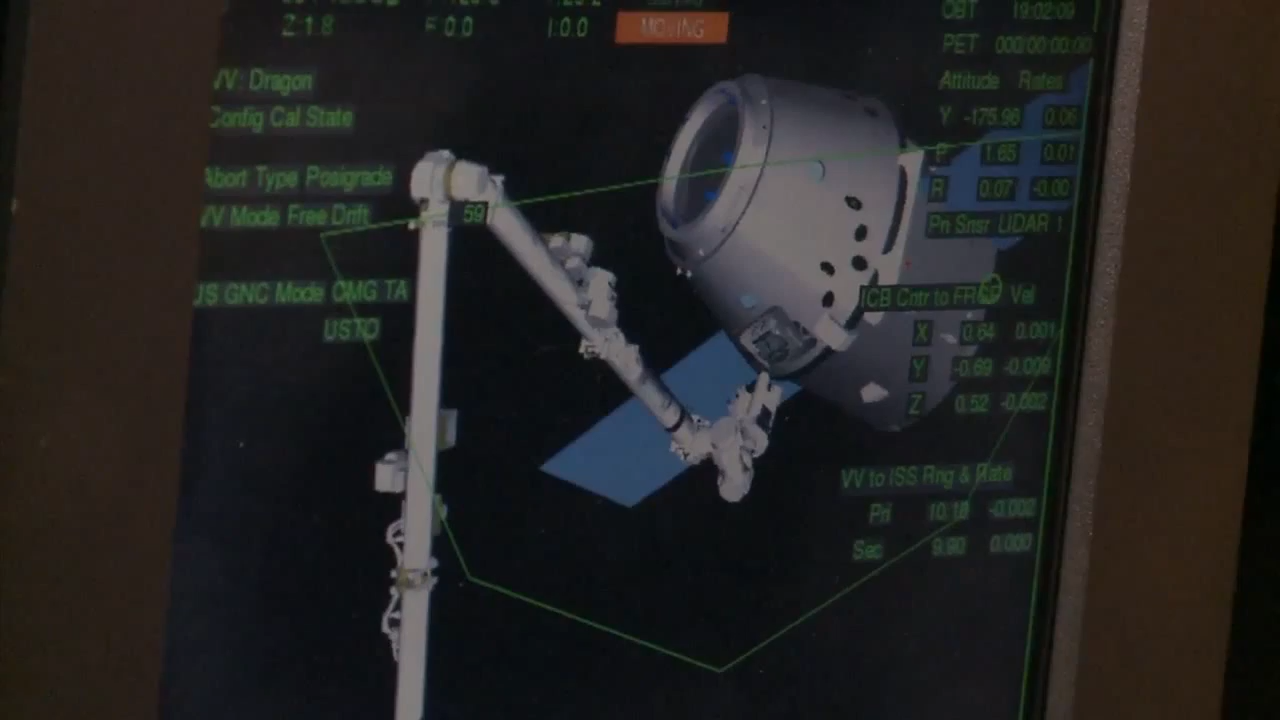 Z:1.8 F:0.0 I:0.0 MOVING
GMT 19:02:09
PET 000/00:00:00
VV: Dragon
Attitude Rates
Config Cal State
Y -175.96 0.06
P 1.65 0.01
Abort Type Posigrade
R 0.07 -0.00
VV Mode Free Drift
59
Pri Snsr LIDAR 1
US GNC Mode CMG TA
ICB Cntr to FR Vel
USTO
X 0.64 0.001
Y -0.69 -0.009
Z 0.52 -0.002
VV to ISS Rng & Rate
Pri 10.18 -0.002
Sec 9.90 0.000